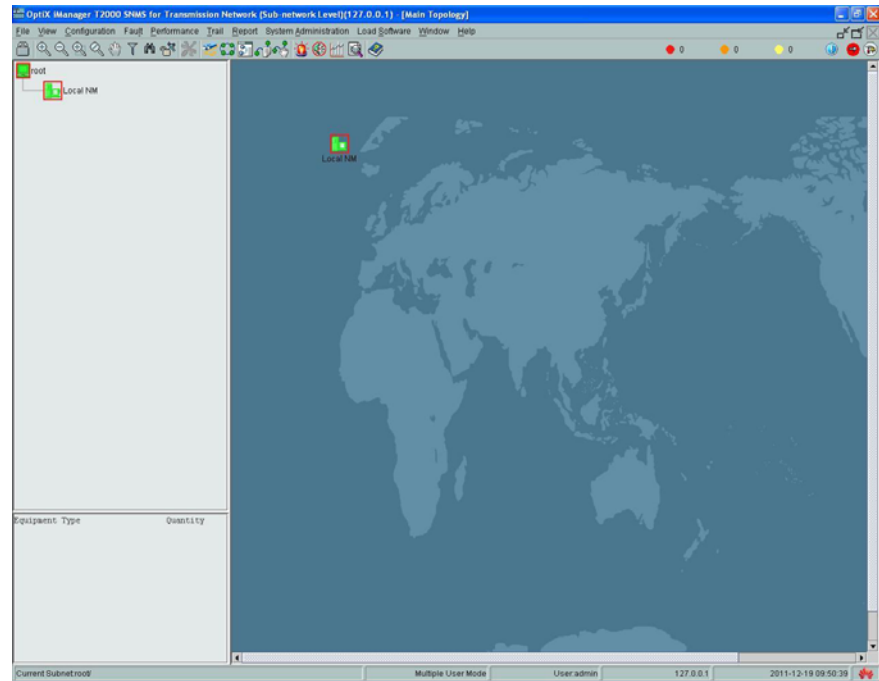 OptiX iManager T2000 SNMS for Transmission Network (Sub-network Level)(127.0.0.1) - [Main Topology]
File View Configuration Fault Performance Trail Report System Administration Load Software Window Help
0 0 0
root
Local NM
Local NM
Equipment Type Quantity
Current Subnet:root/ Multiple User Mode User:admin 127.0.0.1 2011-12-19 09:50:39